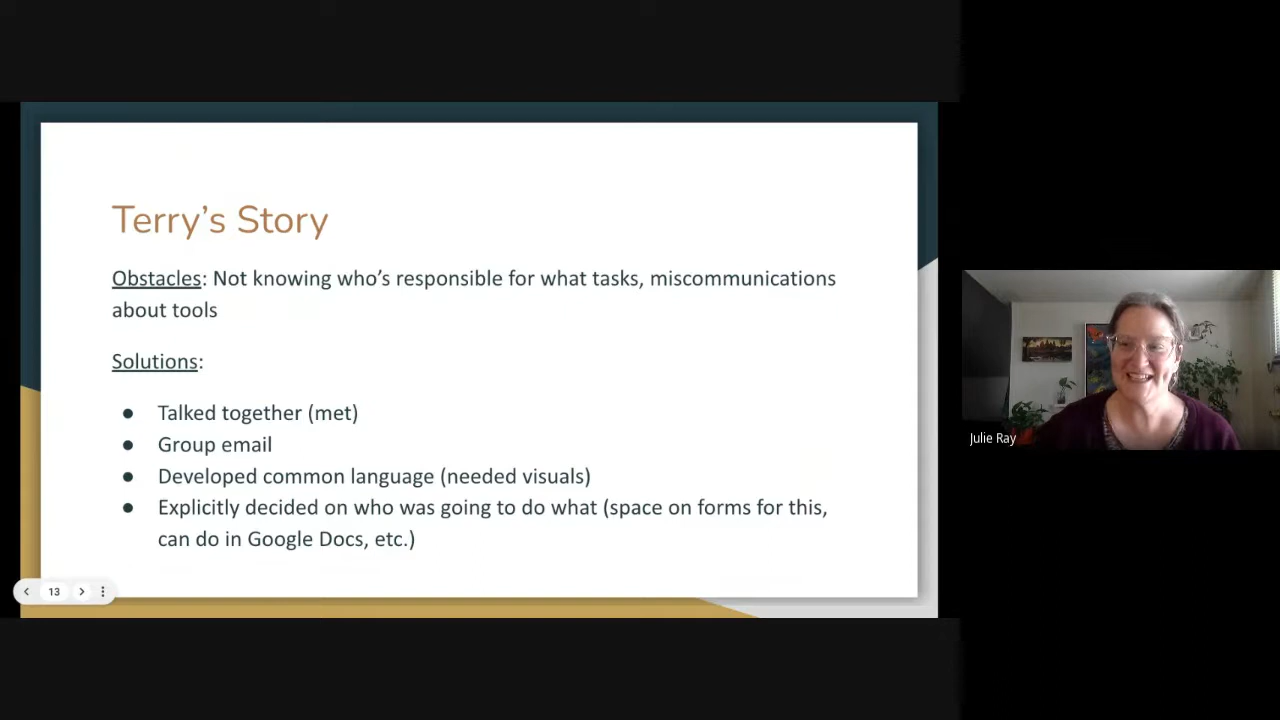 Terry’s Story
Obstacles: Not knowing who’s responsible for what tasks, miscommunications
about tools
Solutions:
● Talked together (met)
● Group email
● Developed common language (needed visuals)
● Explicitly decided on who was going to do what (space on forms for this,
can do in Google Docs, etc.)
13
Julie Ray